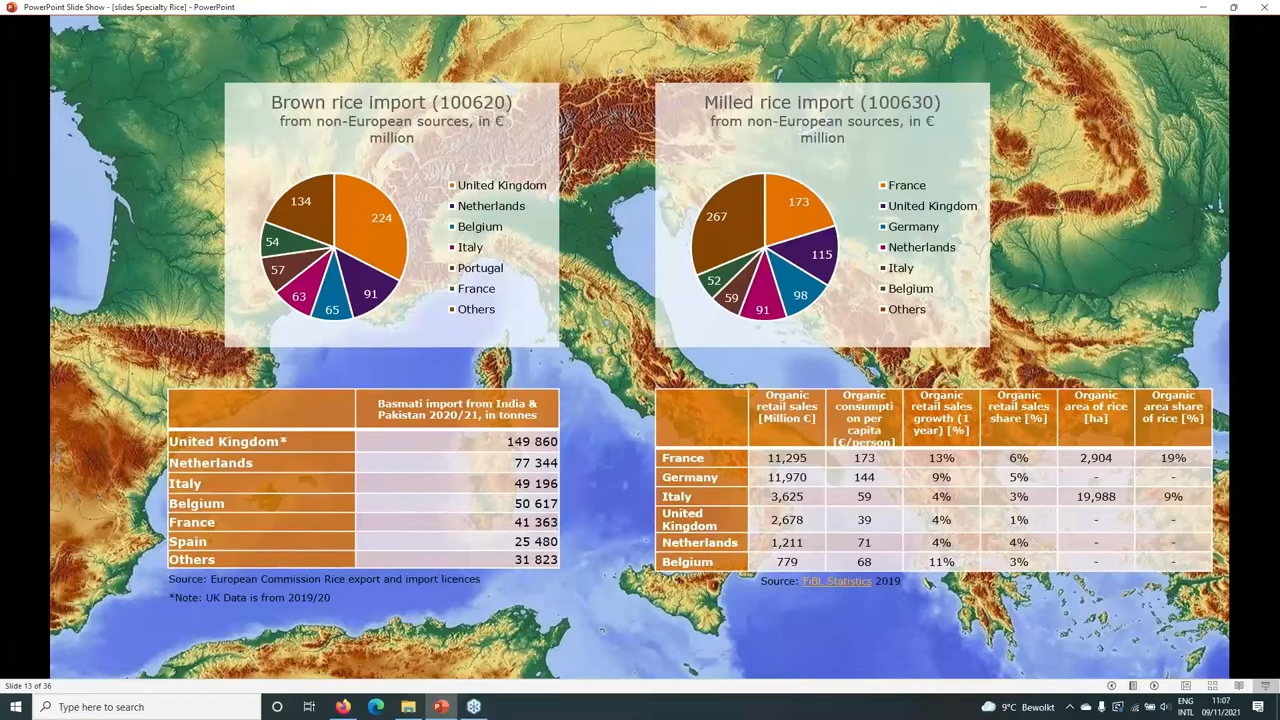 PowerPoint Slide Show - [slides Specialty Rice] - PowerPoint
Brown rice import (100620)
from non-European sources, in €
million
134
224
54
57
63
65
91
United Kingdom
Netherlands
Belgium
Italy
Portugal
France
Others
Milled rice import (100630)
from non-European sources, in €
million
267
173
115
52
59
91
98
France
United Kingdom
Germany
Netherlands
Italy
Belgium
Others
Basmati import from India &
Pakistan 2020/21, in tonnes
United Kingdom* 149 860
Netherlands 77 344
Italy 49 196
Belgium 50 617
France 41 363
Spain 25 480
Others 31 823
Source: European Commission Rice export and import licences
*Note: UK Data is from 2019/20
Organic
retail sales
[Million €]
Organic
consumpti
on per
capita
[€/person]
Organic
retail sales
growth (1
year) [%]
Organic
retail sales
share [%]
Organic
area of rice
[ha]
Organic
area share
of rice [%]
France 11,295 173 13% 6% 2,904 19%
Germany 11,970 144 9% 5% - -
Italy 3,625 59 4% 3% 19,988 9%
United
Kingdom 2,678 39 4% 1% - -
Netherlands 1,211 71 4% 4% - -
Belgium 779 68 11% 3% - -
Source: FiBL Statistics 2019
Slide 13 of 36
Type here to search
9°C Bewolkt
ENG
INTL
11:07
09/11/2021